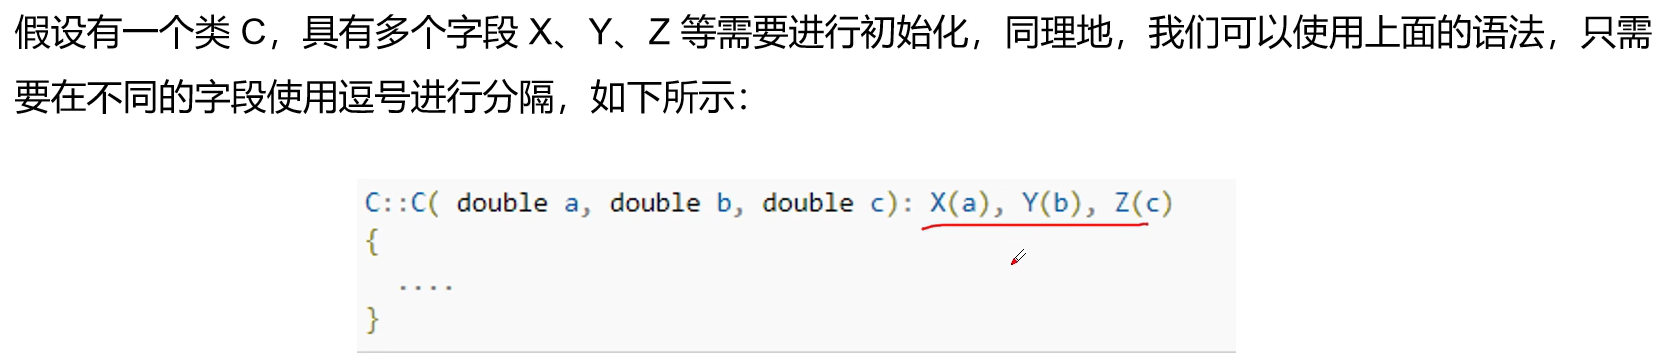 假设有一个类 C，具有多个字段 X、Y、Z 等需要进行初始化，同理地，我们可以使用上面的语法，只需
要在不同的字段使用逗号进行分隔，如下所示：
C::C( double a, double b, double c): X(a), Y(b), Z(c)
{
....
}